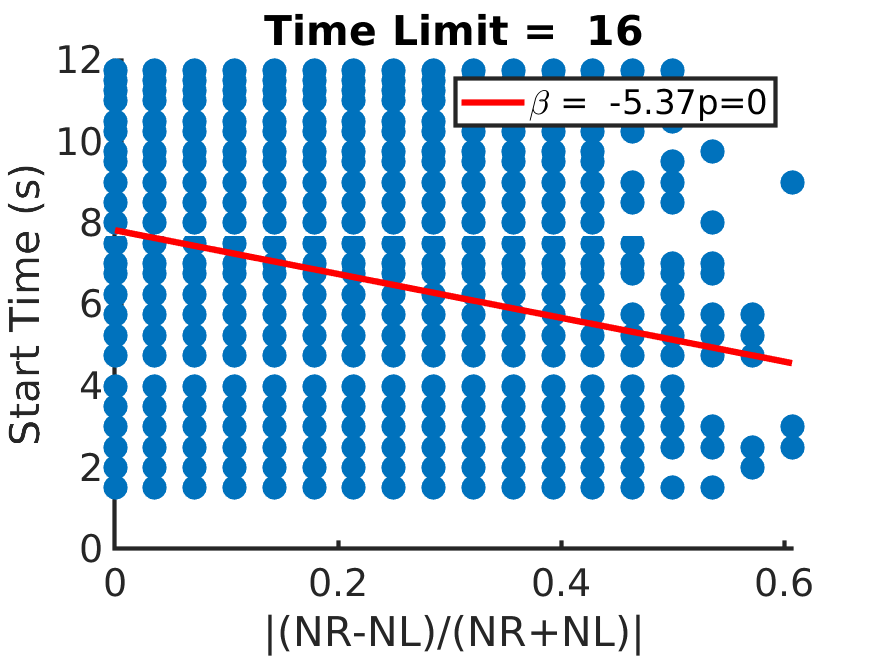 Time Limit =  16
β =  -5.37p=0
Start Time (s)
12
10
8
6
4
2
0
0 0.2 0.4 0.6
|(NR-NL)/(NR+NL)|